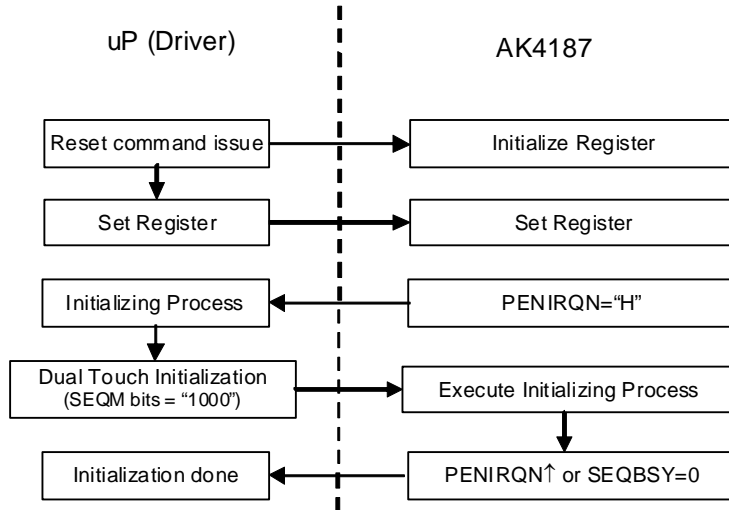 uP (Driver)
AK4187
Reset command issue
Initialize Register
Set Register
Set Register
Initializing Process
PENIRQN=“H”
Dual Touch Initialization
(SEQM bits = “1000”)
Execute Initializing Process
Initialization done
PENIRQN↑ or SEQBSY=0